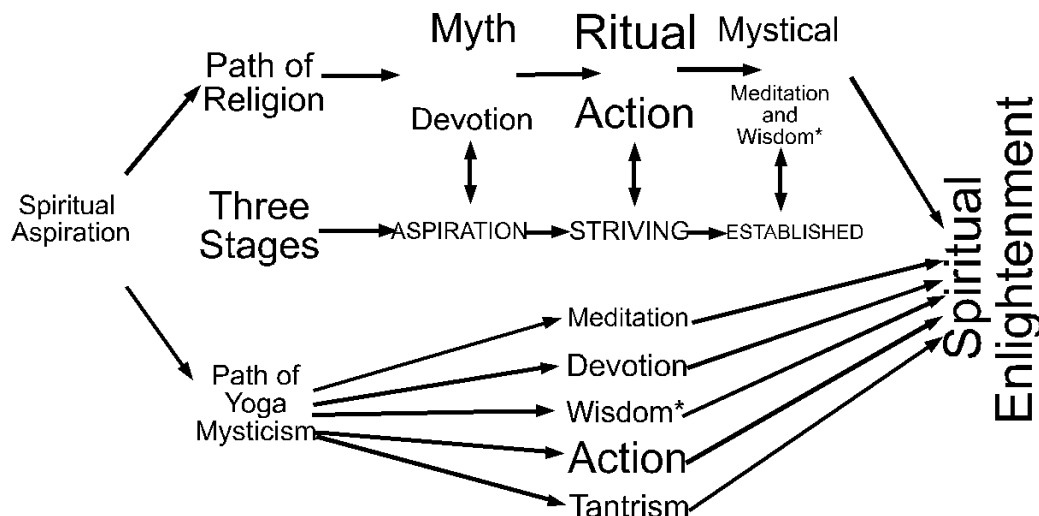 Myth
Ritual
Mystical
Path of
Religion
Devotion
Action
Meditation
and
Wisdom*
Spiritual
Aspiration
Three
Stages
ASPIRATION
STRIVING
ESTABLISHED
Spiritual
Enlightenment
Path of
Yoga
Mysticism
Meditation
Devotion
Wisdom*
Action
Tantrism